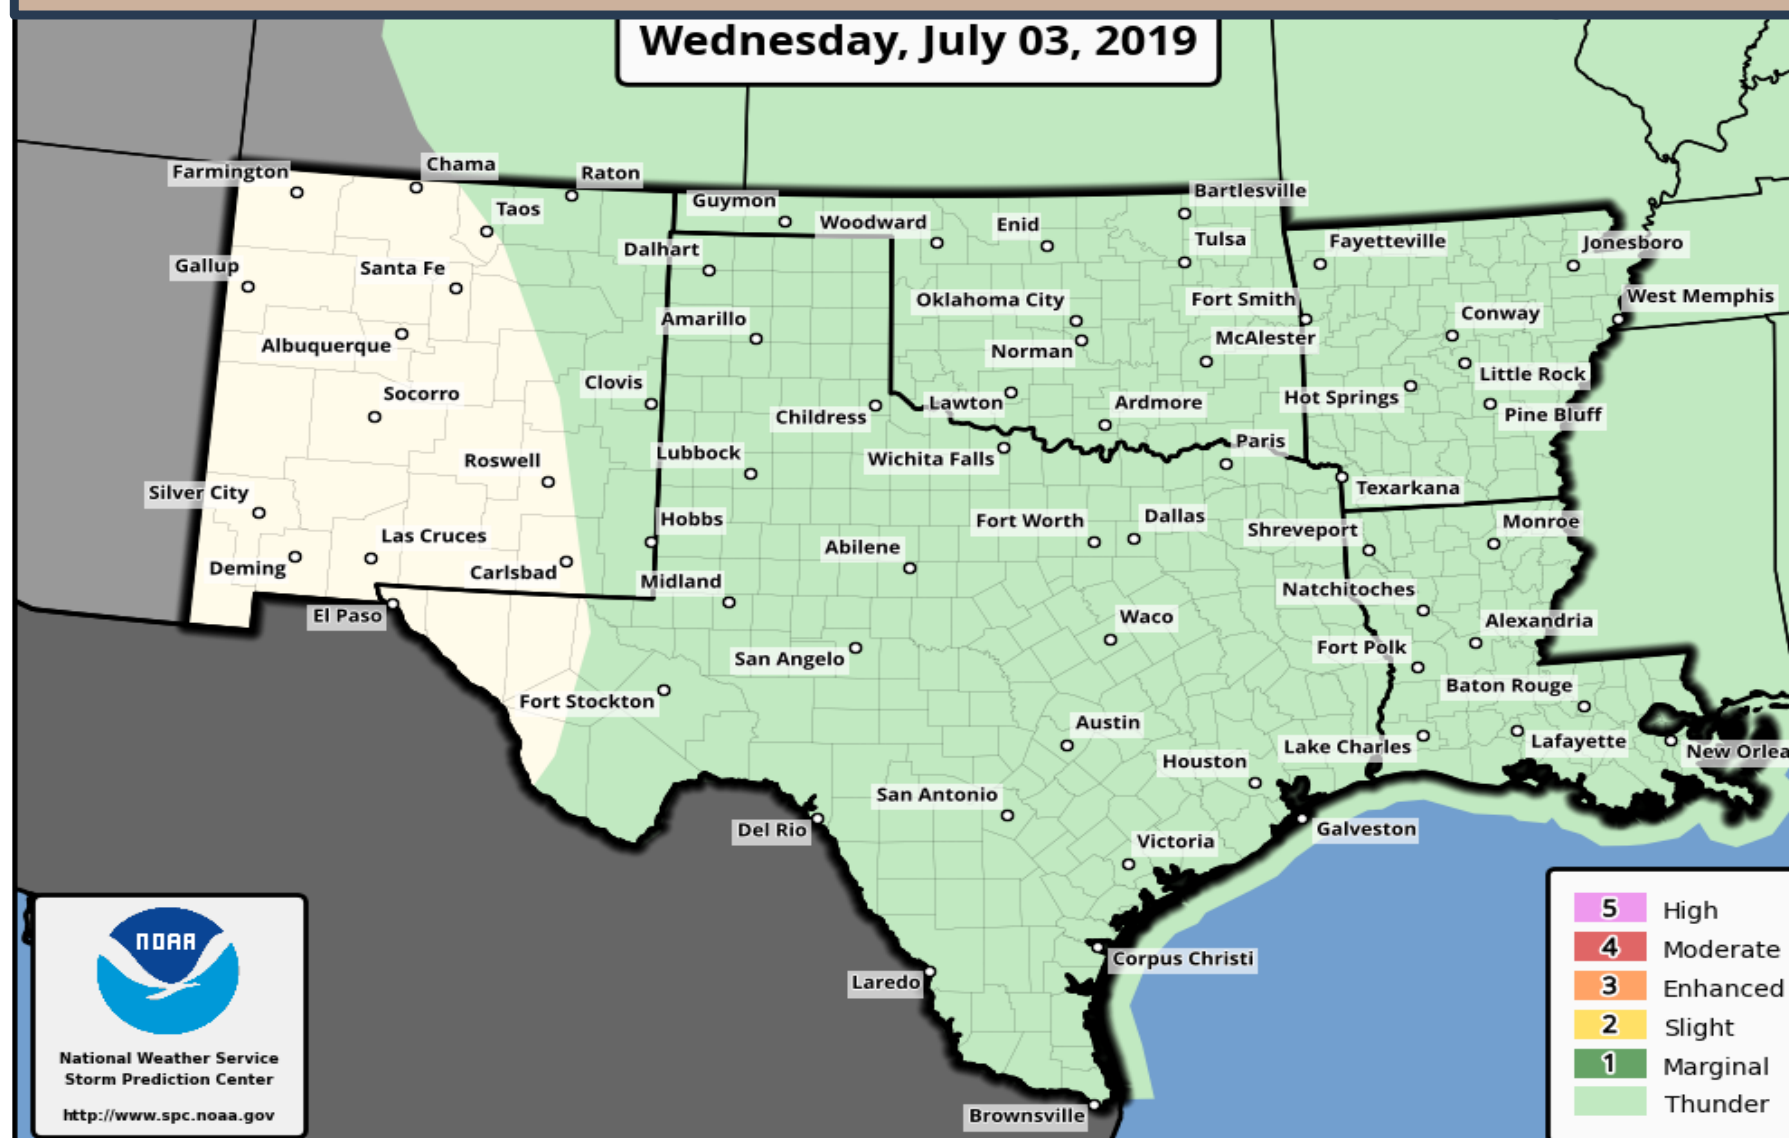 Wednesday, July 03, 2019
Farmington
Chama
Raton
Taos
Guymon
Woodward
Enid
Bartlesville
Tulsa
Fayetteville
Jonesboro
Gallup
Santa Fe
Dalhart
Oklahoma City
Fort Smith
West Memphis
Albuquerque
Amarillo
Norman
McAlester
Conway
Little Rock
Socorro
Clovis
Childress
Lawton
Ardmore
Hot Springs
Pine Bluff
Roswell
Lubbock
Wichita Falls
Paris
Texarkana
Silver City
Las Cruces
Hobbs
Fort Worth
Dallas
Shreveport
Monroe
Deming
Carlsbad
Midland
Abilene
Natchitoches
El Paso
Waco
Alexandria
San Angelo
Fort Polk
Fort Stockton
Baton Rouge
Austin
Lake Charles
Lafayette
New Orlea
Houston
San Antonio
Del Rio
Victoria
Galveston
Laredo
Corpus Christi
Brownsville
NOAA
National Weather Service
Storm Prediction Center
http://www.spc.noaa.gov
5 High
4 Moderate
3 Enhanced
2 Slight
1 Marginal
Thunder